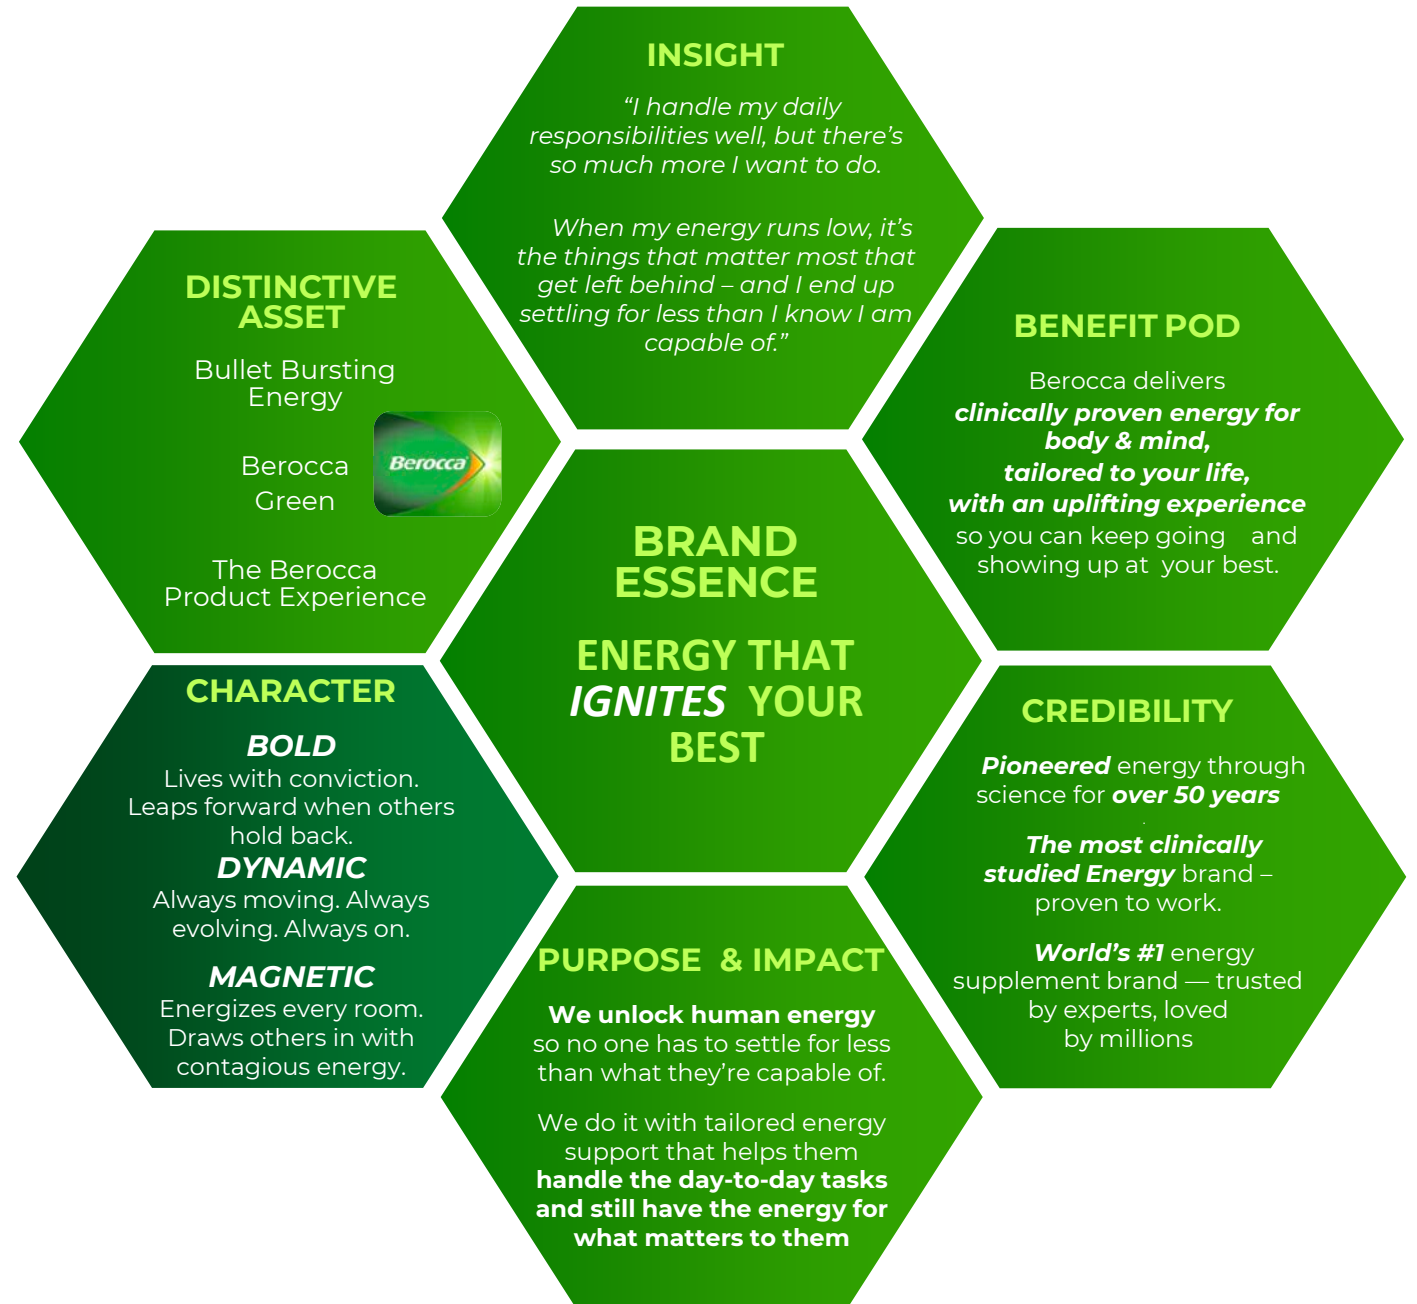 INSIGHT
“I handle my daily
responsibilities well, but there’s
so much more I want to do.
When my energy runs low, it’s
the things that matter most that
get left behind – and I end up
settling for less than I know I am
capable of.”
DISTINCTIVE
ASSET
Bullet Bursting
Energy
Berocca
Green
Berocca
The Berocca
Product Experience
BENEFIT POD
Berocca delivers
clinically proven energy for
body & mind,
tailored to your life,
with an uplifting experience
so you can keep going and
showing up at your best.
BRAND
ESSENCE
ENERGY THAT
IGNITES YOUR
BEST
CHARACTER
BOLD
Lives with conviction.
Leaps forward when others
hold back.
DYNAMIC
Always moving. Always
evolving. Always on.
MAGNETIC
Energizes every room.
Draws others in with
contagious energy.
CREDIBILITY
Pioneered energy through
science for over 50 years
.
The most clinically
studied Energy brand –
proven to work.
World’s #1 energy
supplement brand — trusted
by experts, loved
by millions
PURPOSE & IMPACT
We unlock human energy
so no one has to settle for less
than what they’re capable of.
We do it with tailored energy
support that helps them
handle the day-to-day tasks
and still have the energy for
what matters to them